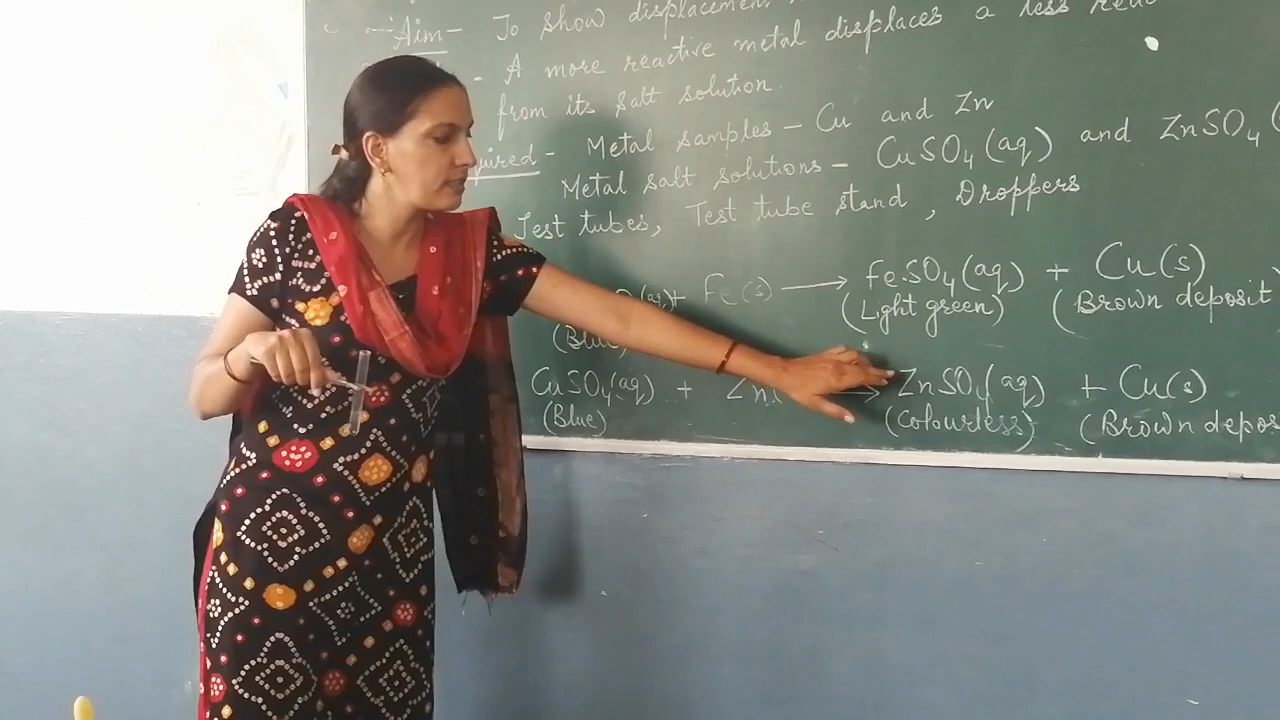 Aim- To show displacement
- A more reactive metal displaces a less
from its salt solution.
- Metal samples - Cu and Zn
Metal salt solutions - CuSO4 (aq) and ZnSO4
Test tubes, Test tube stand, Droppers
Fe(s) ⟶ FeSO4(aq) + Cu(s)
(Light green) (Brown deposit)
CuSO4(aq) + Zn ⟶ ZnSO4(aq) + Cu(s)
(Blue) (Colourless) (Brown